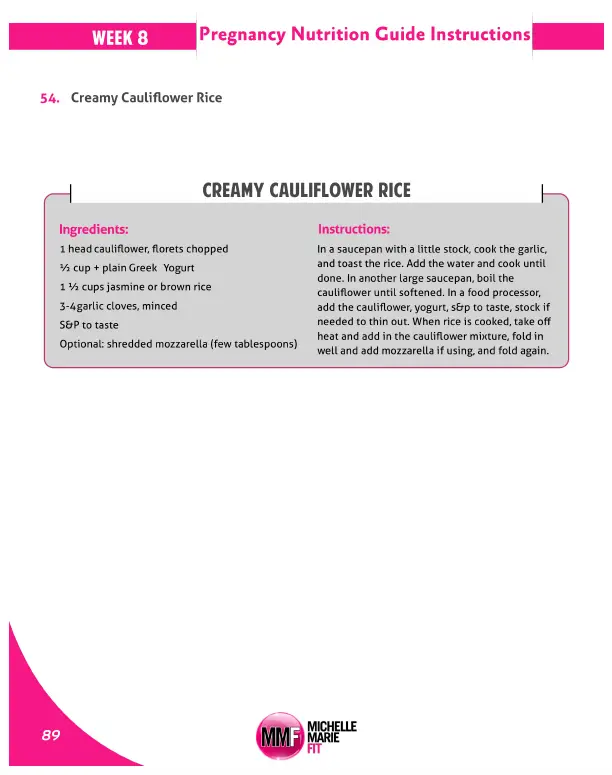 WEEK 8
Pregnancy Nutrition Guide Instructions
54. Creamy Cauliflower Rice
CREAMY CAULIFLOWER RICE
Ingredients:
1 head cauliflower, florets chopped
½ cup + plain Greek Yogurt
1 ½ cups jasmine or brown rice
3-4garlic cloves, minced
S&P to taste
Optional: shredded mozzarella (few tablespoons)
Instructions:
In a saucepan with a little stock, cook the garlic,
and toast the rice. Add the water and cook until
done. In another large saucepan, boil the
cauliflower until softened. In a food processor,
add the cauliflower, yogurt, s&p to taste, stock if
needed to thin out. When rice is cooked, take off
heat and add in the cauliflower mixture, fold in
well and add mozzarella if using, and fold again.
89
MMF
MICHELLE
MARIE
FIT